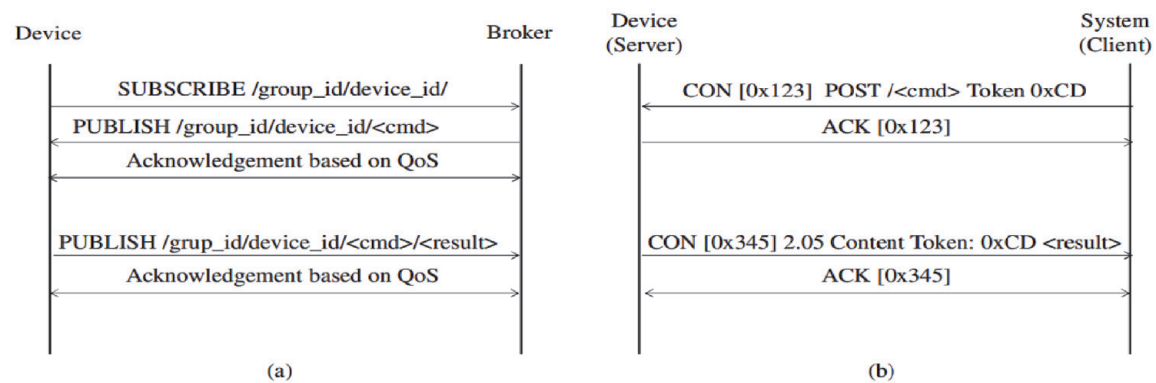 Device
Broker
SUBSCRIBE /group_id/device_id/
PUBLISH /group_id/device_id/<cmd>
Acknowledgement based on QoS
PUBLISH /grup_id/device_id/<cmd>/<result>
Acknowledgement based on QoS
(a)
Device
(Server)
System
(Client)
CON [0x123] POST /<cmd> Token 0xCD
ACK [0x123]
CON [0x345] 2.05 Content Token: 0xCD <result>
ACK [0x345]
(b)